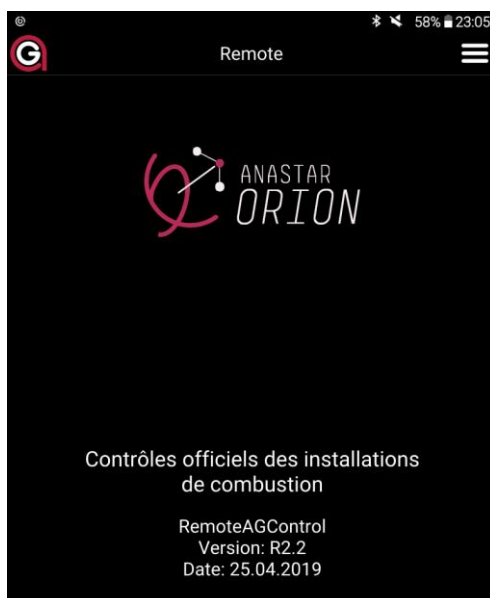 58% 23:05
Remote
ANASTAR
ORION
Contrôles officiels des installations
de combustion
RemoteAGControl
Version: R2.2
Date: 25.04.2019